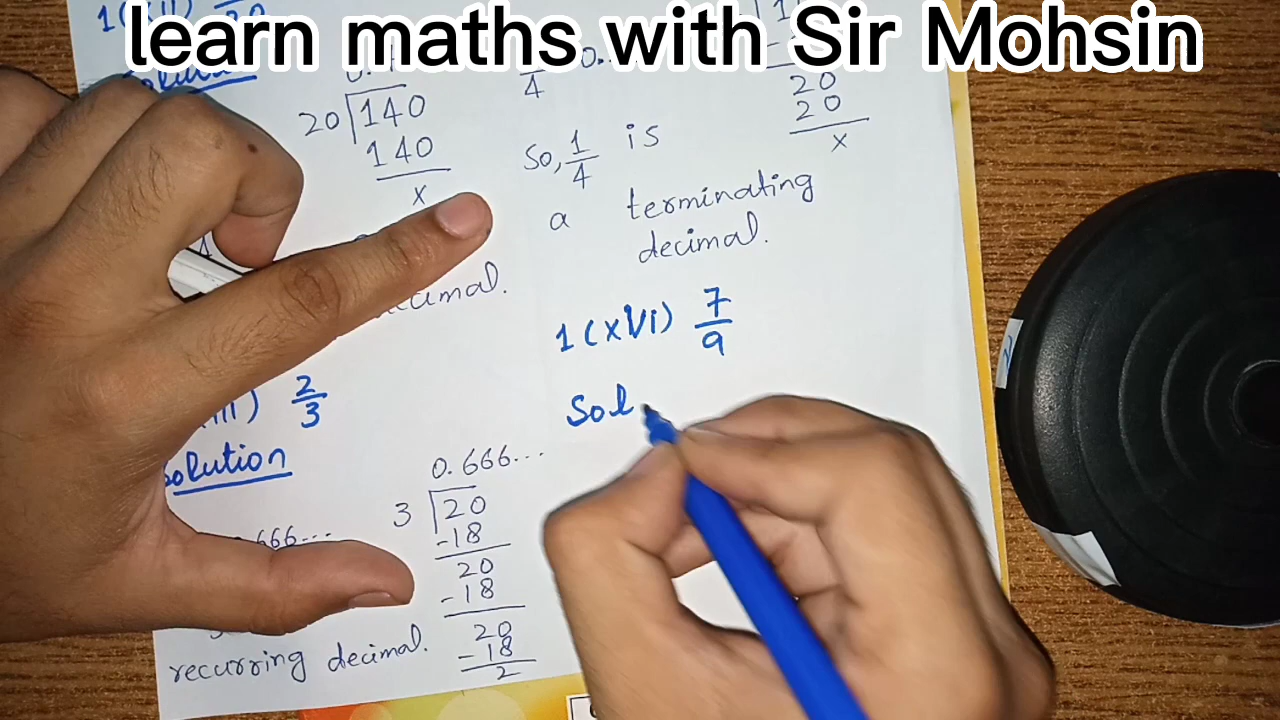 learn maths with Sir Mohsin
20 140
140
x
2/3
Solution
0.666...
3 20
-18
20
-18
20
-18
2
recurring decimal.
4
20
20
x
So, 1/4 is
a terminating
decimal.
1(xvi) 7/9
Sol